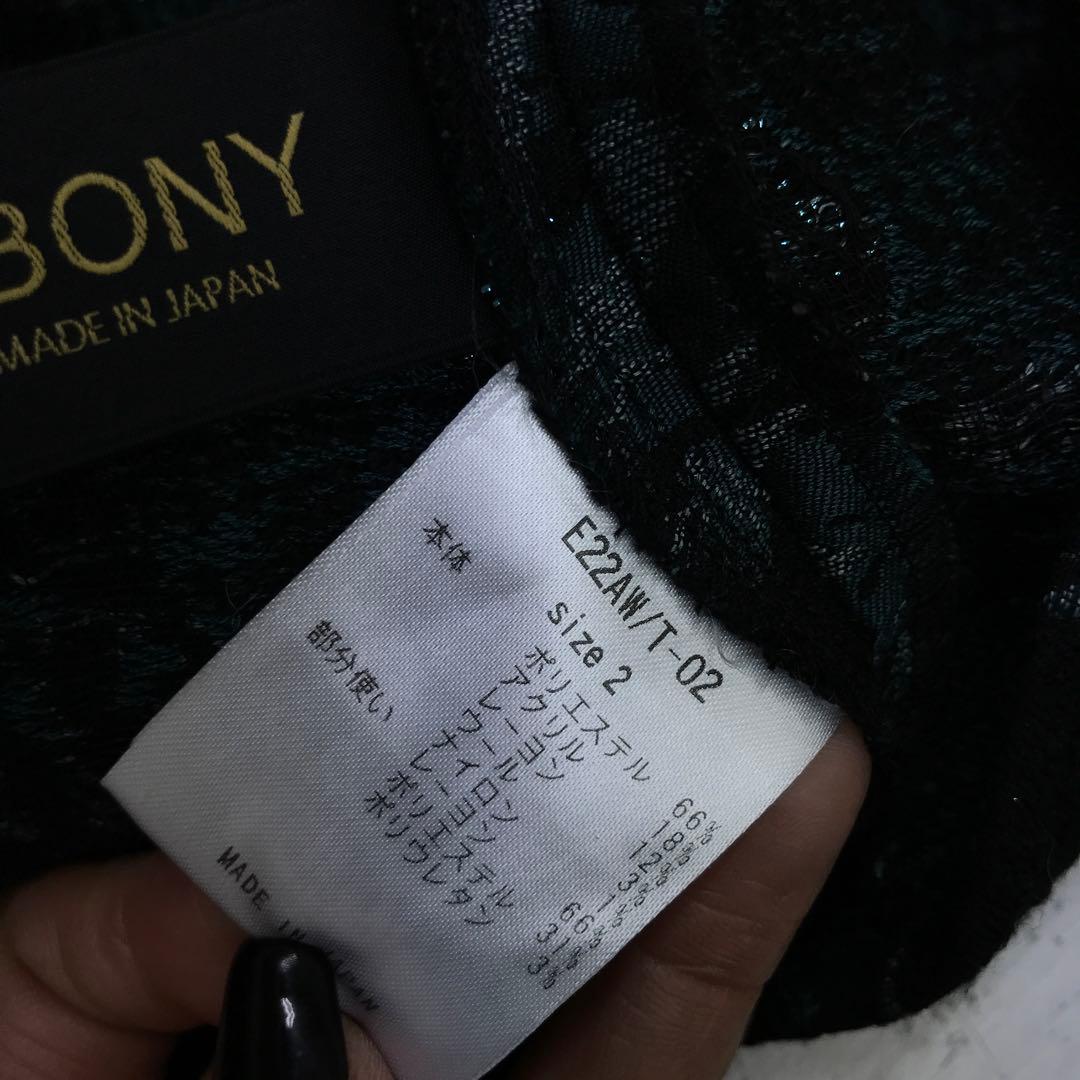 BONY
MADE IN JAPAN
E22AW/T-02
size 2
本体 ポリエステル 66%
アクリル 18%
レーヨン 12%
ウール 3%
ナイロン 1%
部分使い レーヨン 66%
ポリエステル 31%
ポリウレタン 3%
MADE IN JAPAN